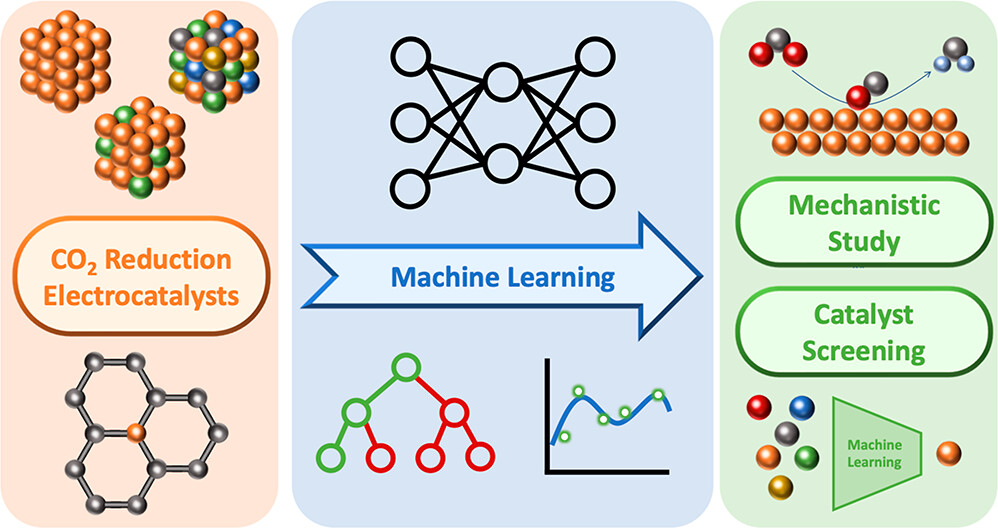 CO₂ Reduction
Electrocatalysts
Machine Learning
Mechanistic
Study
Catalyst
Screening
Machine
Learning